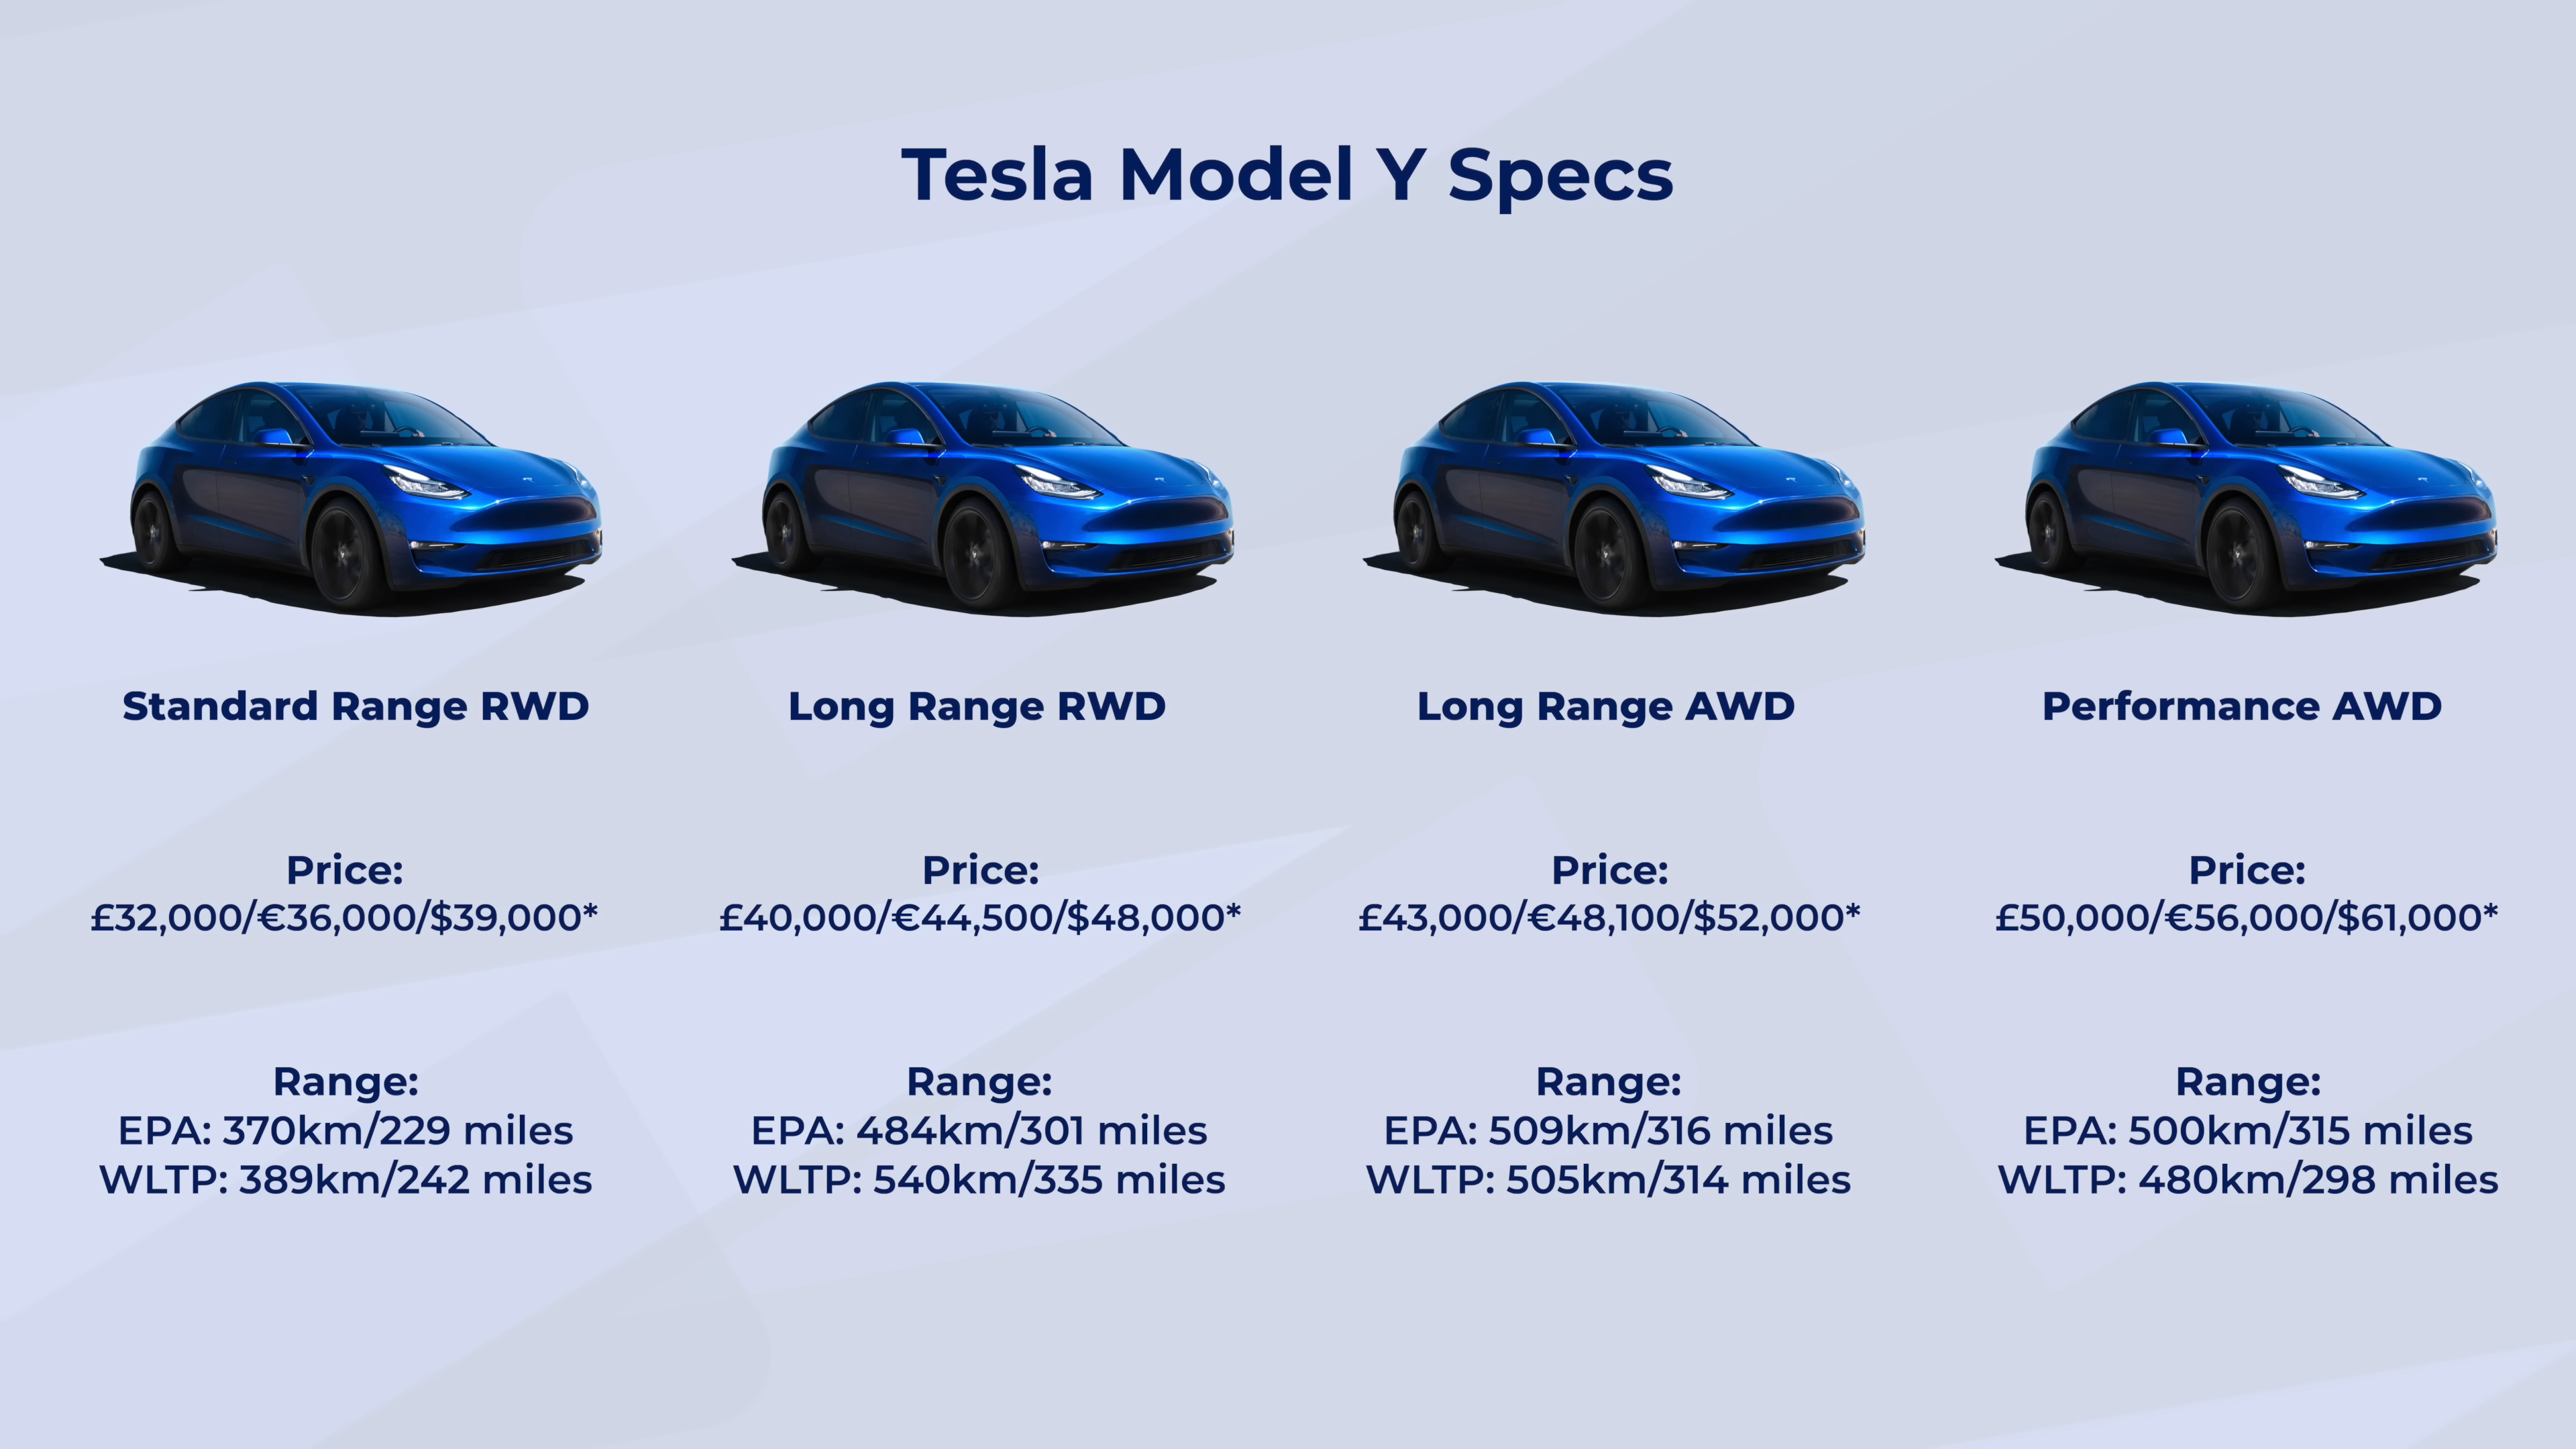 Tesla Model Y Specs
Standard Range RWD
Price:
£32,000/€36,000/$39,000*
Range:
EPA: 370km/229 miles
WLTP: 389km/242 miles
Long Range RWD
Price:
£40,000/€44,500/$48,000*
Range:
EPA: 484km/301 miles
WLTP: 540km/335 miles
Long Range AWD
Price:
£43,000/€48,100/$52,000*
Range:
EPA: 509km/316 miles
WLTP: 505km/314 miles
Performance AWD
Price:
£50,000/€56,000/$61,000*
Range:
EPA: 500km/315 miles
WLTP: 480km/298 miles